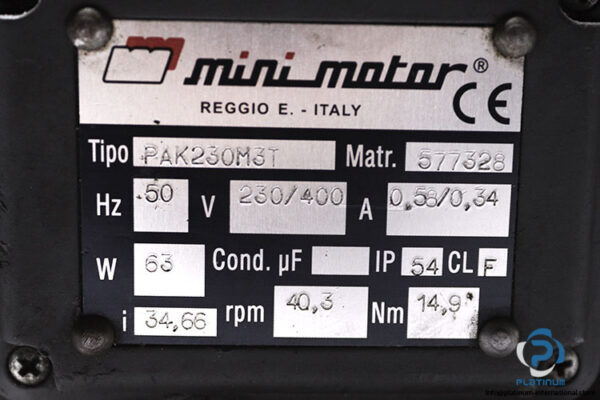 mini motor®
REGGIO E. - ITALY
CE
Tipo PAK230M3T Matr. 577328
Hz 50 V 230/400 A 0,58/0,34
W 63 Cond. µF IP 54 CL F
i 34,66 rpm 40,3 Nm 14,9
PLATINUM
info@platinum-international.store